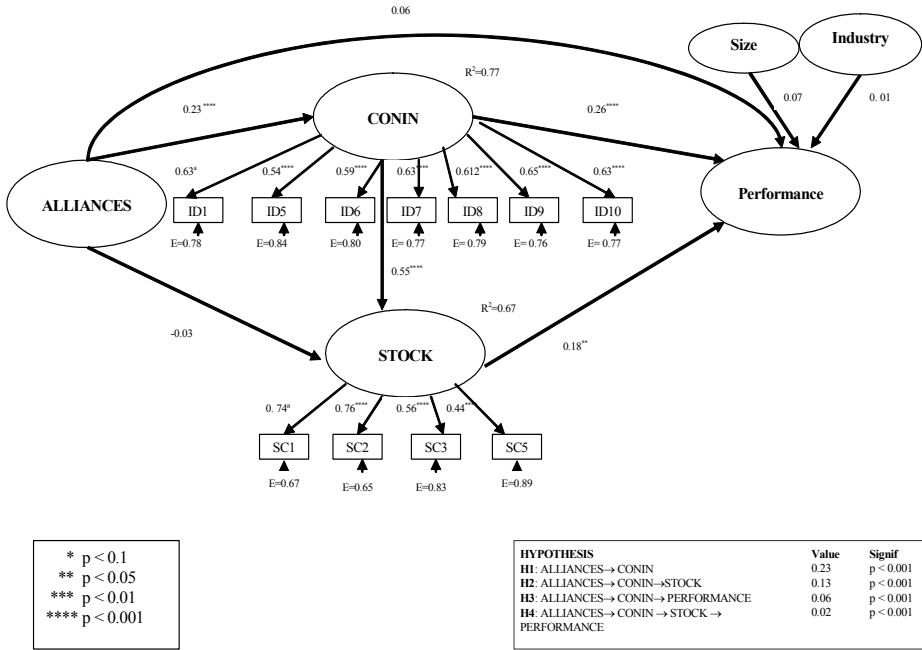 0.06
Size
Industry
R²=0.77
0.07
0. 01
0.23****
CONIN
0.26****
0.63ª
0.54****
0.59****
0.63****
0.612****
0.65****
0.63****
ALLIANCES
Performance
ID1
ID5
ID6
ID7
ID8
ID9
ID10
E=0.78
E=0.84
E=0.80
E= 0.77
E= 0.79
E= 0.76
E= 0.77
0.55****
R²=0.67
-0.03
STOCK
0.18**
0. 74ª
0.76****
0.56****
0.44****
SC1
SC2
SC3
SC5
E=0.67
E=0.65
E=0.83
E=0.89
* p < 0.1
** p < 0.05
*** p < 0.01
**** p < 0.001
HYPOTHESIS Value Signif
H1: ALLIANCES→ CONIN 0.23 p < 0.001
H2: ALLIANCES→ CONIN→STOCK 0.13 p < 0.001
H3: ALLIANCES→ CONIN→ PERFORMANCE 0.06 p < 0.001
H4: ALLIANCES→ CONIN → STOCK → 0.02 p < 0.001
PERFORMANCE